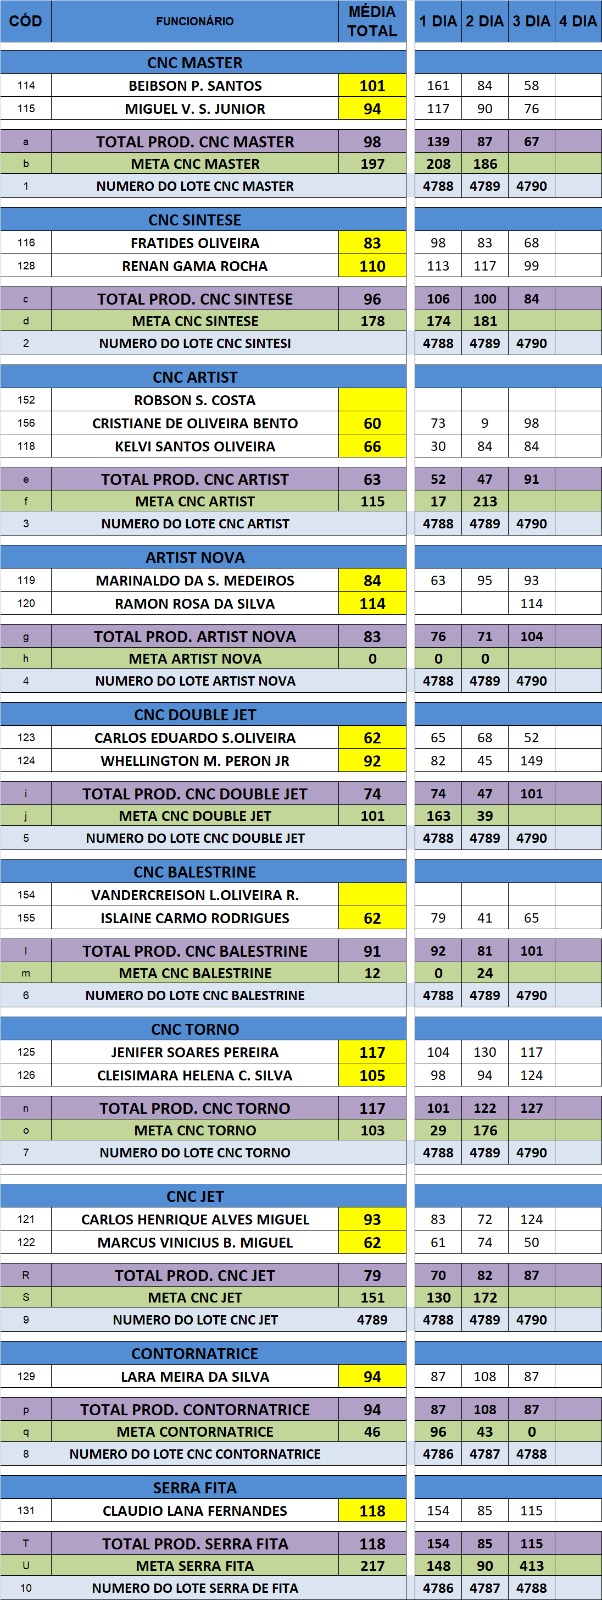 CÓD FUNCIONÁRIO MÉDIA TOTAL 1 DIA 2 DIA 3 DIA 4 DIA
CNC MASTER
114 BEIBSON P. SANTOS 101 161 84 58
115 MIGUEL V. S. JUNIOR 94 117 90 76
a TOTAL PROD. CNC MASTER 98 139 87 67
b META CNC MASTER 197 208 186
1 NUMERO DO LOTE CNC MASTER 4788 4789 4790
CNC SINTESE
116 FRATIDES OLIVEIRA 83 98 83 68
128 RENAN GAMA ROCHA 110 113 117 99
c TOTAL PROD. CNC SINTESE 96 106 100 84
d META CNC SINTESE 178 174 181
2 NUMERO DO LOTE CNC SINTESI 4788 4789 4790
CNC ARTIST
152 ROBSON S. COSTA
156 CRISTIANE DE OLIVEIRA BENTO 60 73 9 98
118 KELVI SANTOS OLIVEIRA 66 30 84 84
e TOTAL PROD. CNC ARTIST 63 52 47 91
f META CNC ARTIST 115 17 213
3 NUMERO DO LOTE CNC ARTIST 4788 4789 4790
ARTIST NOVA
119 MARINALDO DA S. MEDEIROS 84 63 95 93
120 RAMON ROSA DA SILVA 114 114
g TOTAL PROD. ARTIST NOVA 83 76 71 104
h META ARTIST NOVA 0 0 0
4 NUMERO DO LOTE ARTIST NOVA 4788 4789 4790
CNC DOUBLE JET
123 CARLOS EDUARDO S.OLIVEIRA 62 65 68 52
124 WHELLINGTON M. PERON JR 92 82 45 149
i TOTAL PROD. CNC DOUBLE JET 74 74 47 101
j META CNC DOUBLE JET 101 163 39
5 NUMERO DO LOTE CNC DOUBLE JET 4788 4789 4790
CNC BALESTRINE
154 VANDERCREISON L.OLIVEIRA R.
155 ISLAINE CARMO RODRIGUES 62 79 41 65
l TOTAL PROD. CNC BALESTRINE 91 92 81 101
m META CNC BALESTRINE 12 0 24
6 NUMERO DO LOTE CNC BALESTRINE 4788 4789 4790
CNC TORNO
125 JENIFER SOARES PEREIRA 117 104 130 117
126 CLEISIMARA HELENA C. SILVA 105 98 94 124
n TOTAL PROD. CNC TORNO 117 101 122 127
o META CNC TORNO 103 29 176
7 NUMERO DO LOTE CNC TORNO 4788 4789 4790
CNC JET
121 CARLOS HENRIQUE ALVES MIGUEL 93 83 72 124
122 MARCUS VINICIUS B. MIGUEL 62 61 74 50
R TOTAL PROD. CNC JET 79 70 82 87
S META CNC JET 151 130 172
9 NUMERO DO LOTE CNC JET 4789 4788 4789 4790
CONTORNATRICE
129 LARA MEIRA DA SILVA 94 87 108 87
p TOTAL PROD. CONTORNATRICE 94 87 108 87
q META CONTORNATRICE 46 96 43 0
8 NUMERO DO LOTE CNC CONTORNATRICE 4786 4787 4788
SERRA FITA
131 CLAUDIO LANA FERNANDES 118 154 85 115
T TOTAL PROD. SERRA FITA 118 154 85 115
U META SERRA FITA 217 148 90 413
10 NUMERO DO LOTE SERRA DE FITA 4786 4787 4788